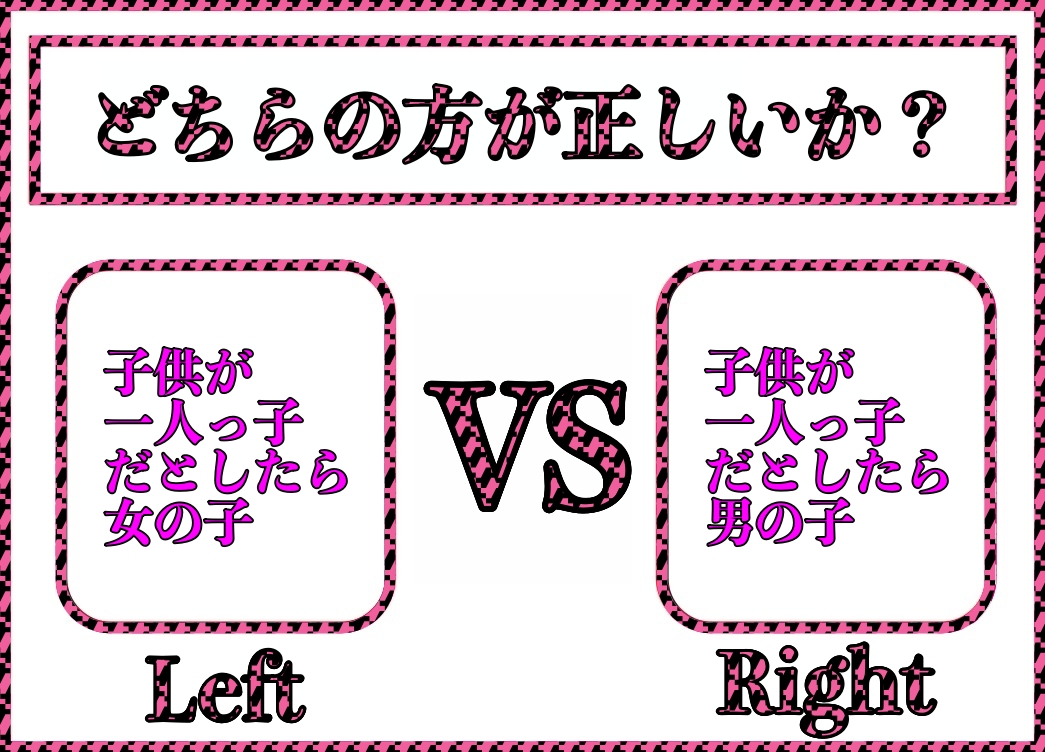 どちらの方が正しいか？
子供が
一人っ子
だとしたら
女の子
VS
子供が
一人っ子
だとしたら
男の子
Left
Right